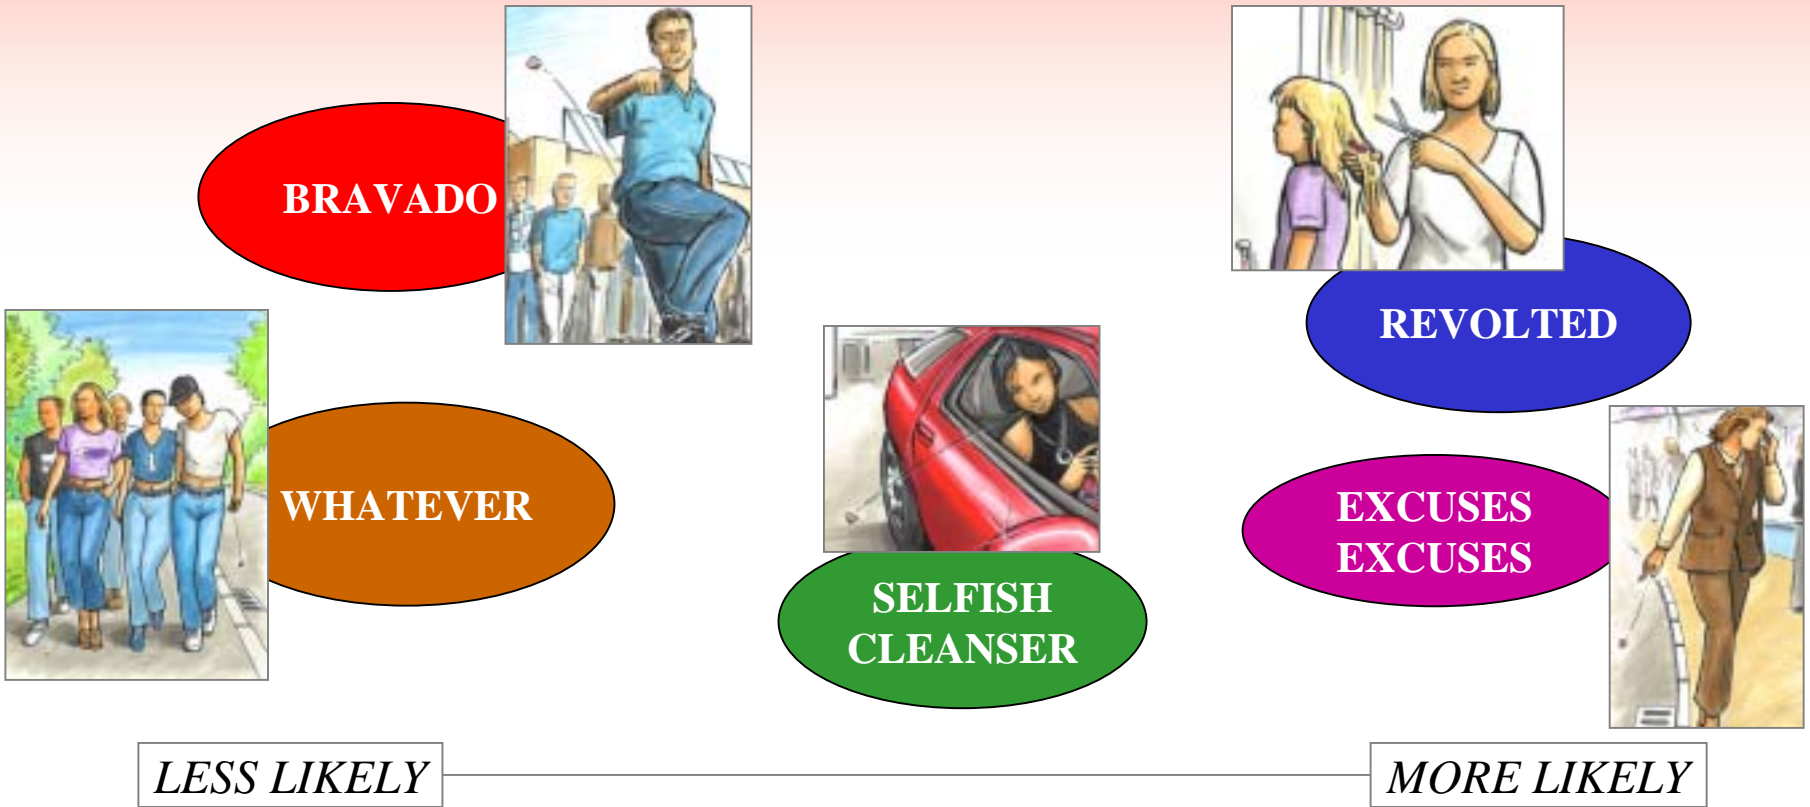 BRAVADO
REVOLTED
WHATEVER
EXCUSES
EXCUSES
SELFISH
CLEANSER
LESS LIKELY
MORE LIKELY